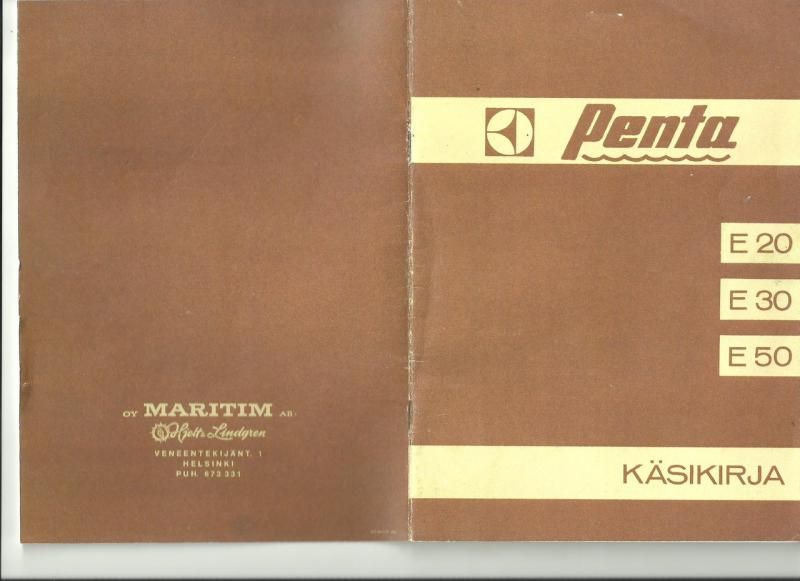 Penta
E 20
E 30
E 50
KÄSIKIRJA
OY MARITIM AB.
Hjelt & Lindgren
VENEENTEKIJÄNT. 1
HELSINKI
PUH. 673 331